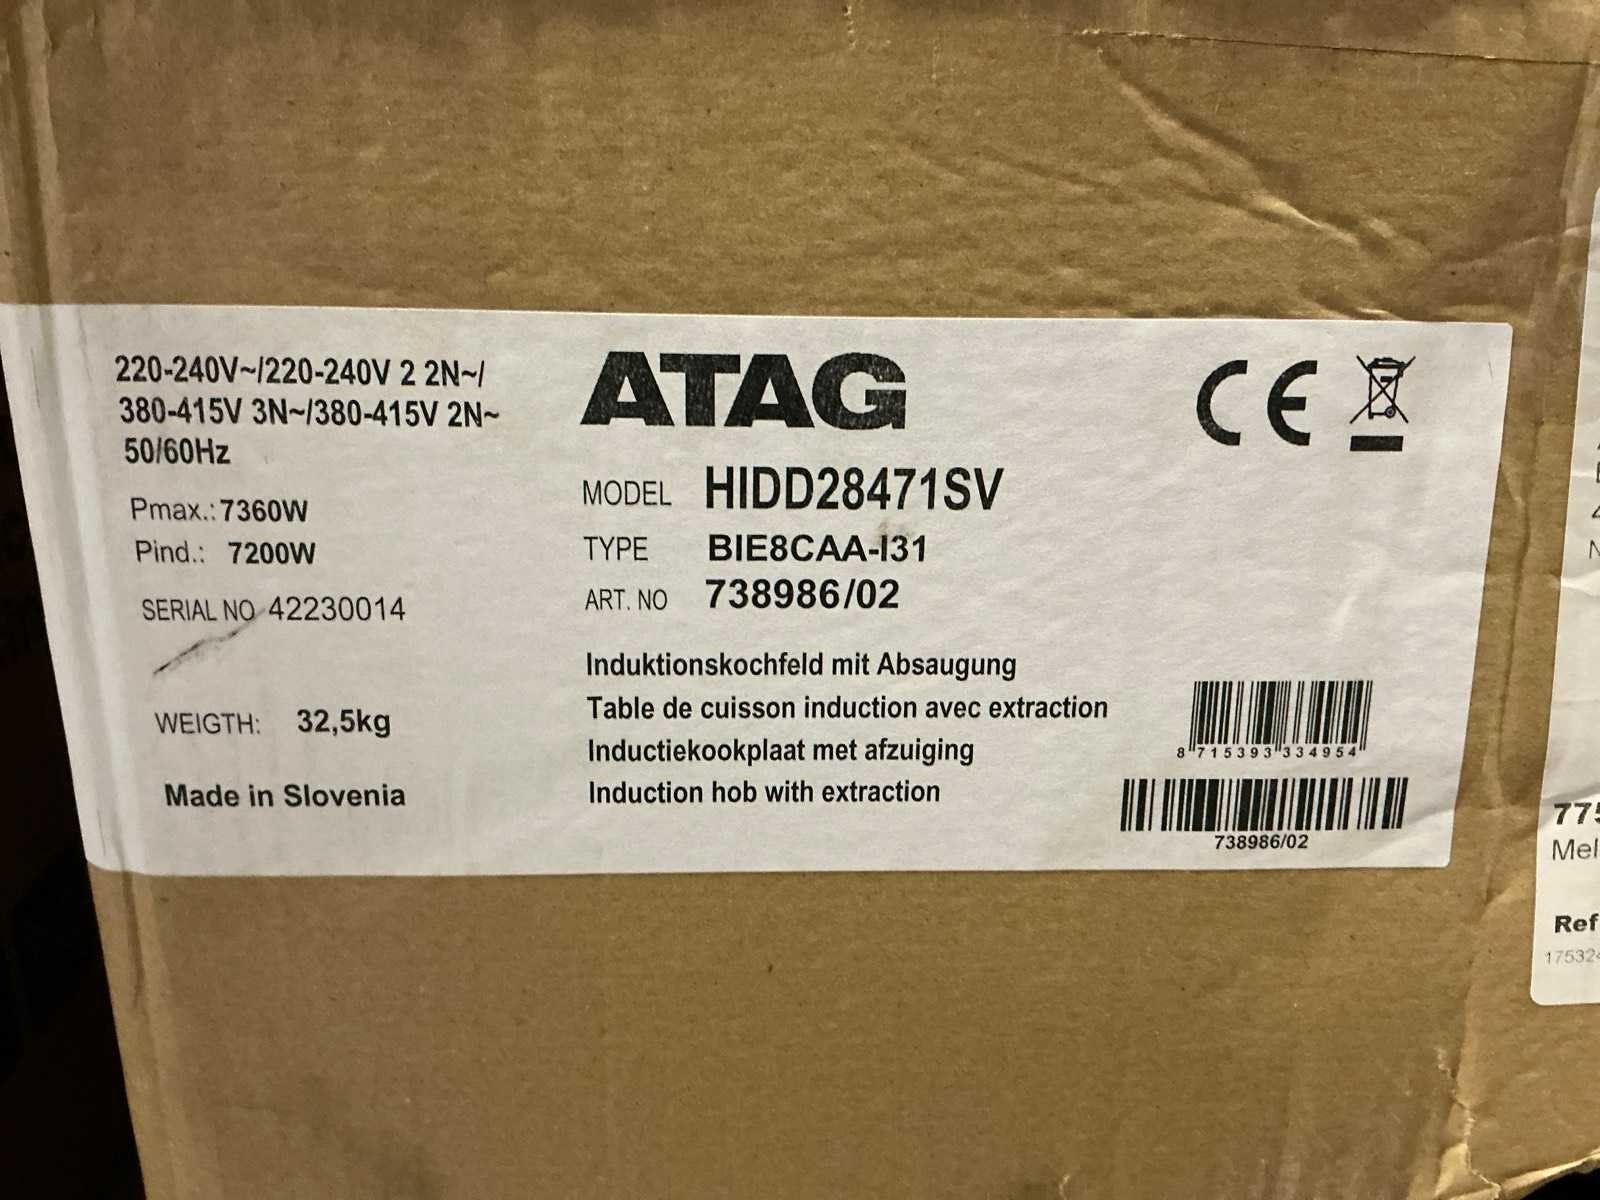 220-240V~/220-240V 2 2N~/
380-415V 3N~/380-415V 2N~
50/60Hz
Pmax.: 7360W
Pind.: 7200W
SERIAL NO 42230014
WEIGTH: 32,5kg
Made in Slovenia
ATAG
MODEL HIDD28471SV
TYPE BIE8CAA-I31
ART. NO 738986/02
Induktionskochfeld mit Absaugung
Table de cuisson induction avec extraction
Inductiekookplaat met afzuiging
Induction hob with extraction
CE
8 715393 334954
738986/02
Ref